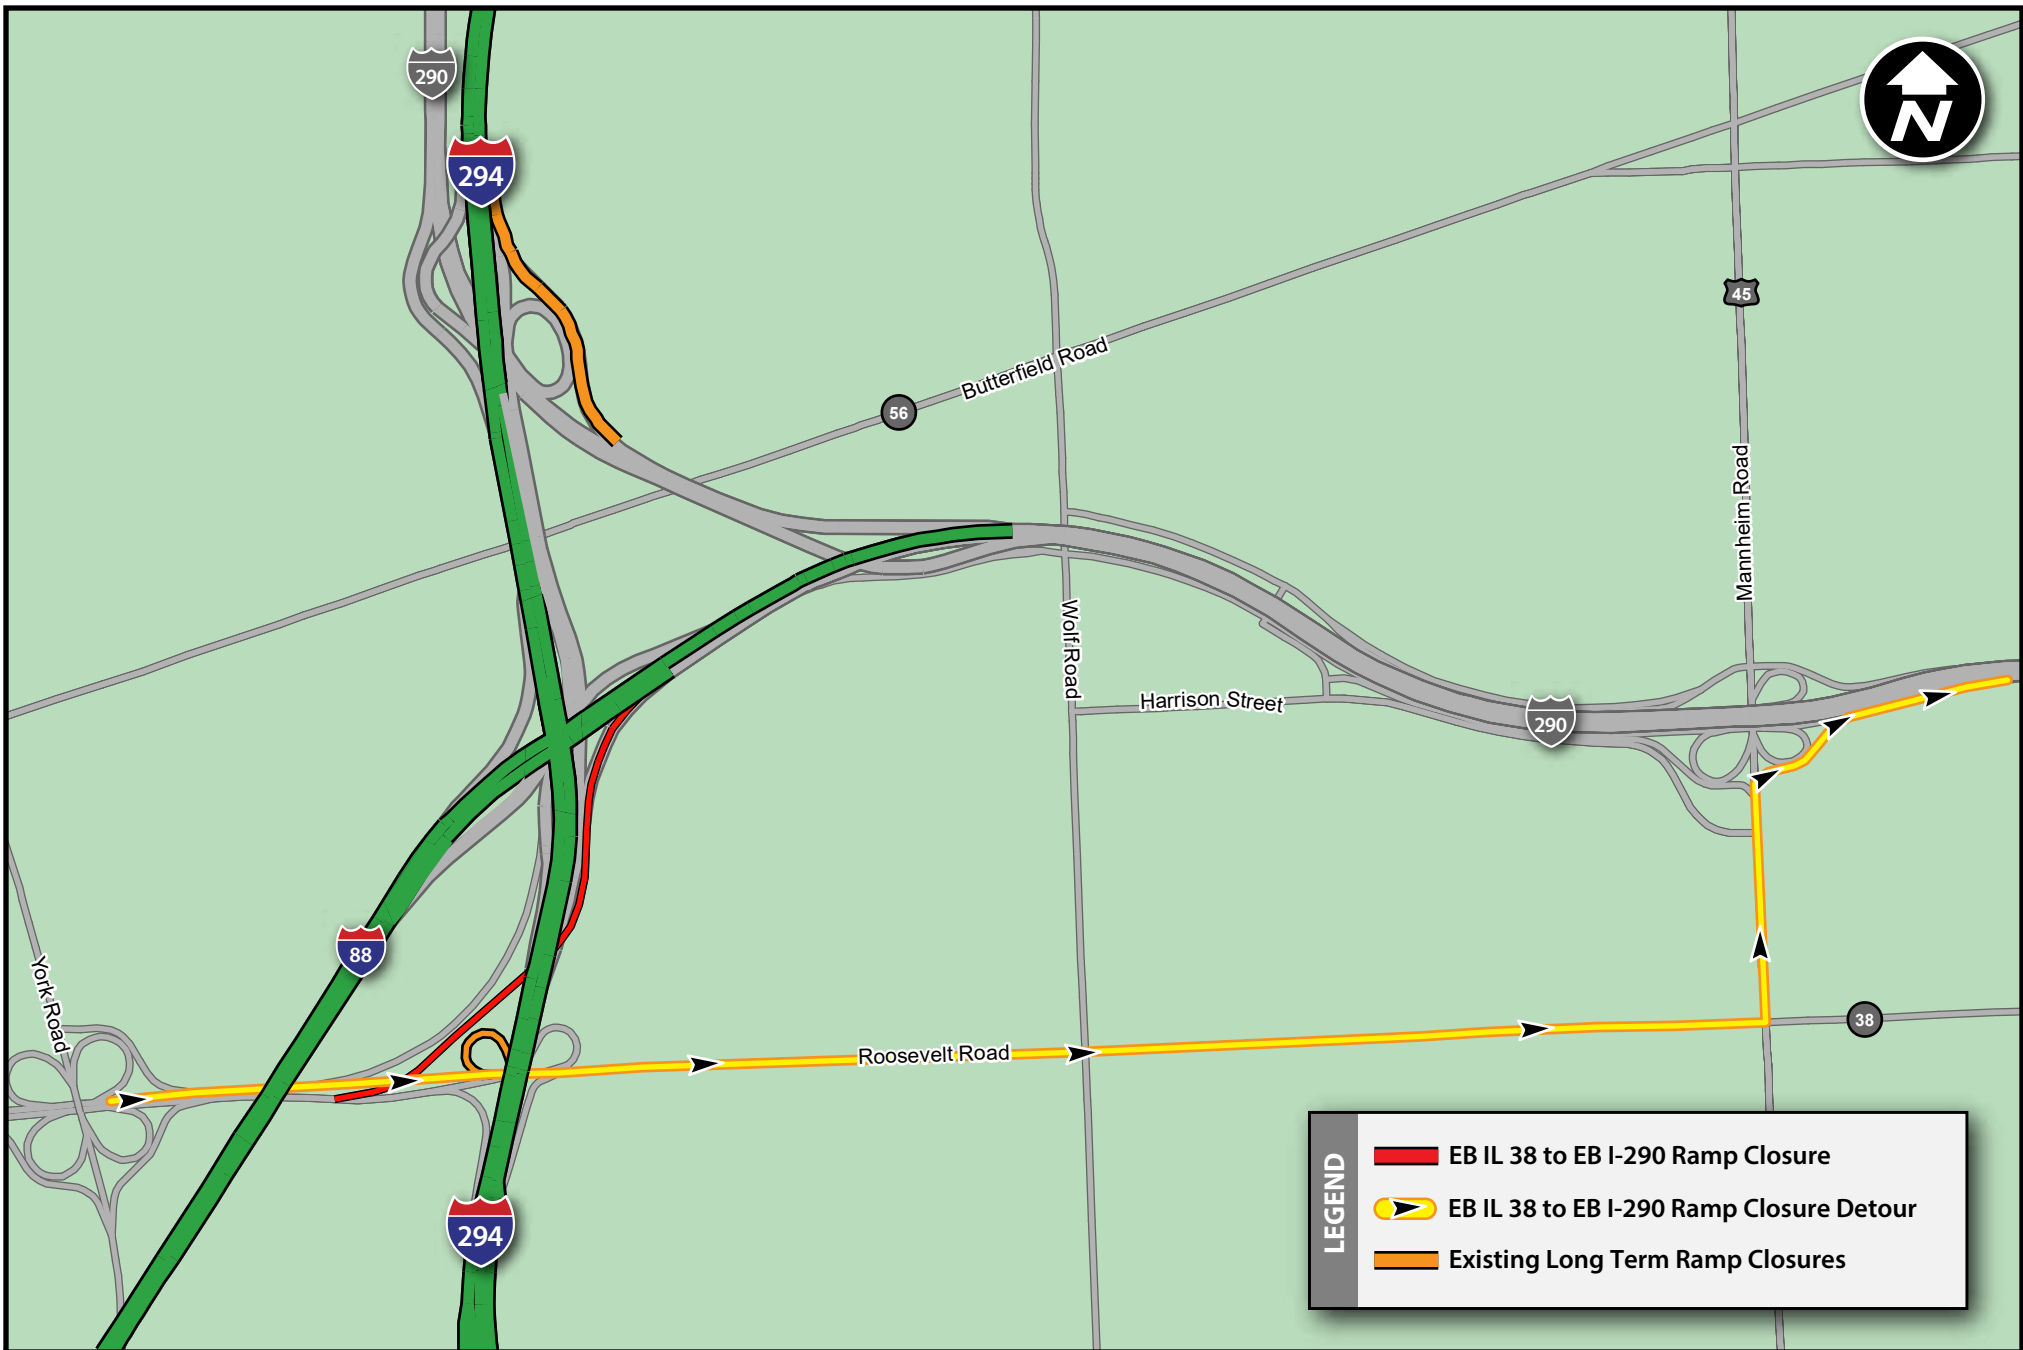 290
N
294
45
Butterfield Road
56
Mannheim Road
Wolf Road
Harrison Street
290
88
York Road
38
Roosevelt Road
294
LEGEND
EB IL 38 to EB I-290 Ramp Closure
EB IL 38 to EB I-290 Ramp Closure Detour
Existing Long Term Ramp Closures